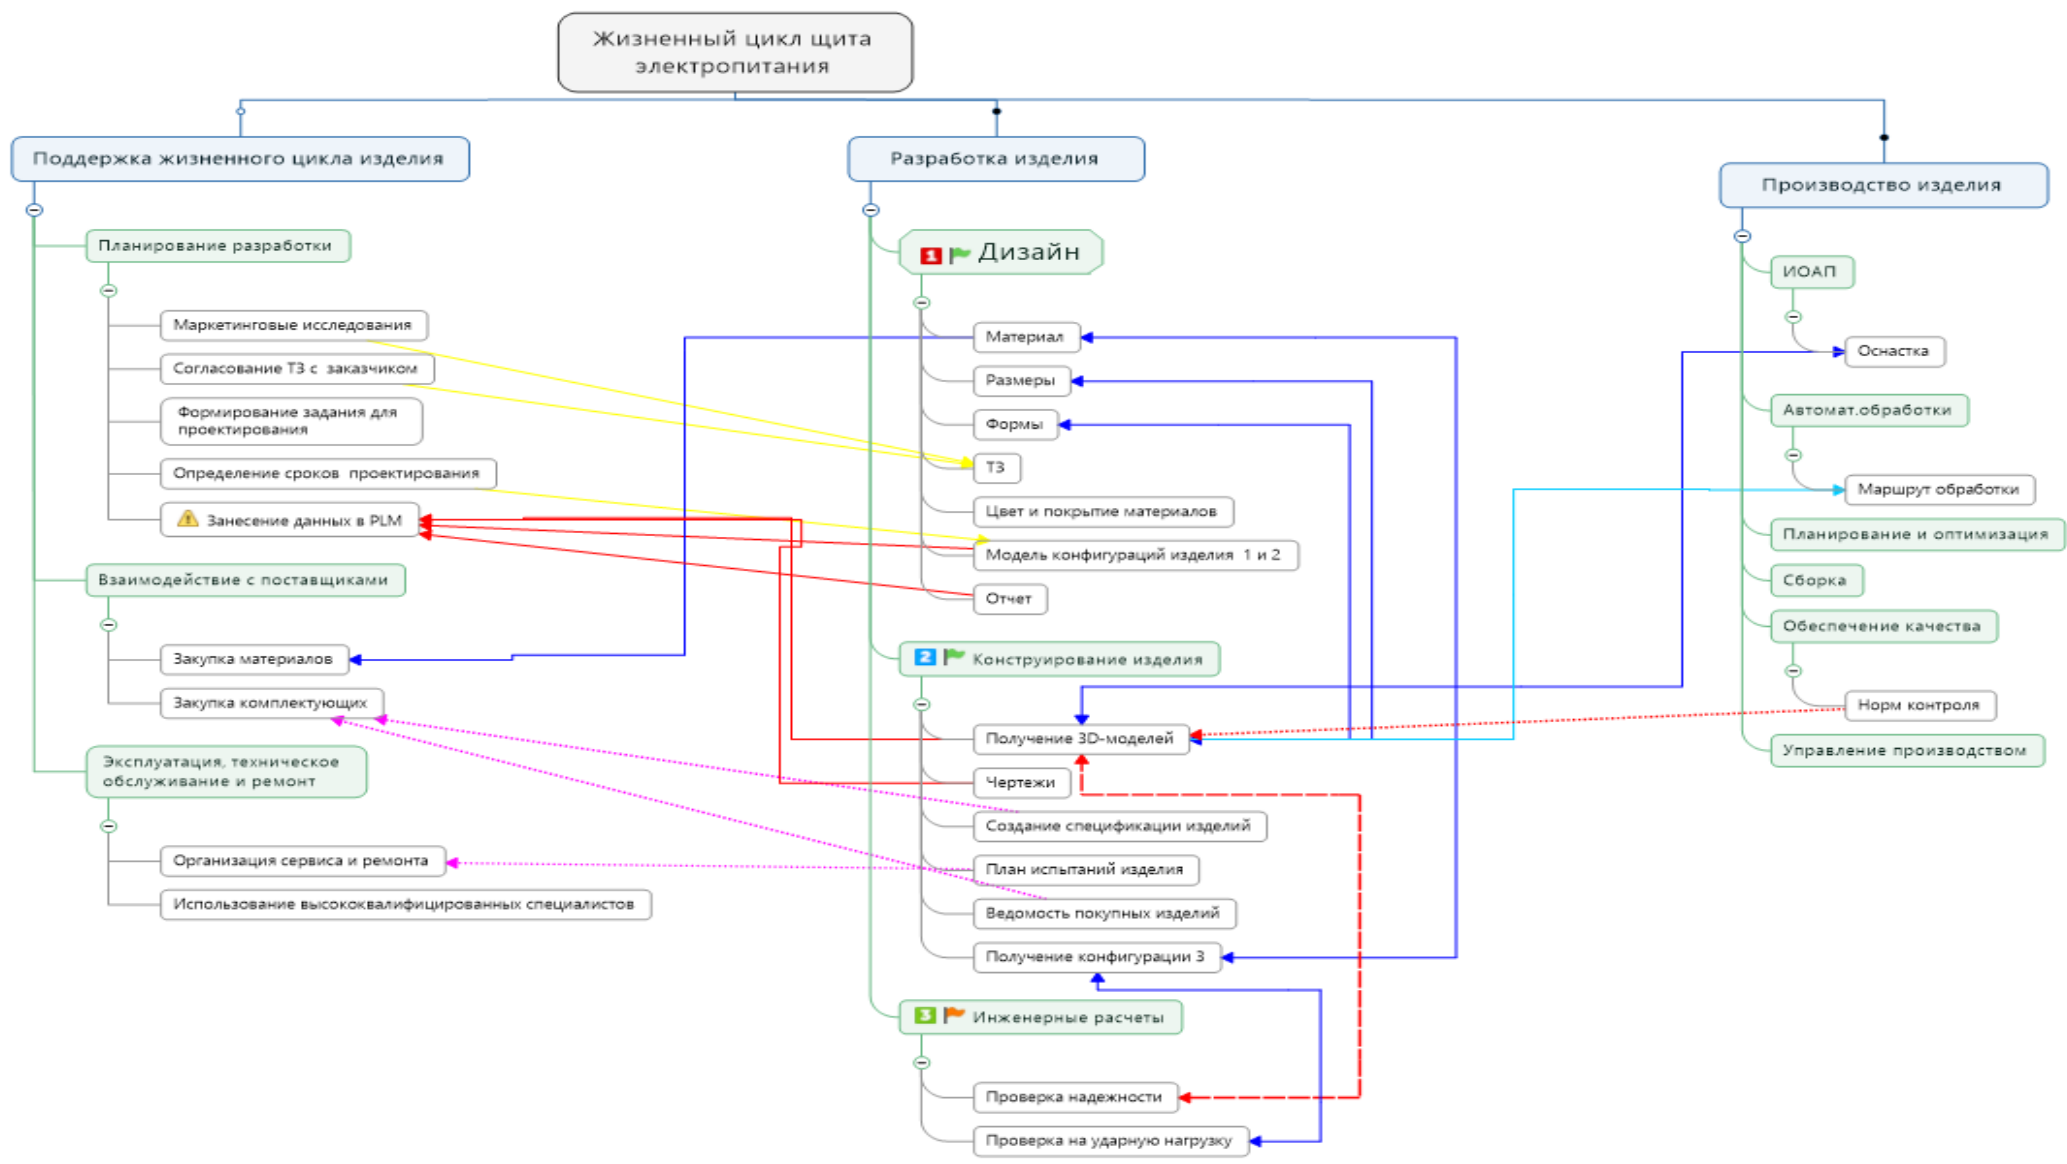 Жизненный цикл щита
электропитания
Поддержка жизненного цикла изделия
Планирование разработки
Маркетинговые исследования
Согласование ТЗ с заказчиком
Формирование задания для
проектирования
Определение сроков проектирования
Занесение данных в PLM
Взаимодействие с поставщиками
Закупка материалов
Закупка комплектующих
Эксплуатация, техническое
обслуживание и ремонт
Организация сервиса и ремонта
Использование высококвалифицированных специалистов
Разработка изделия
1 Дизайн
Материал
Размеры
Формы
ТЗ
Цвет и покрытие материалов
Модель конфигураций изделия 1 и 2
Отчет
2 Конструирование изделия
Получение 3D-моделей
Чертежи
Создание спецификации изделий
План испытаний изделия
Ведомость покупных изделий
Получение конфигурации 3
3 Инженерные расчеты
Проверка надежности
Проверка на ударную нагрузку
Производство изделия
ИОАП
Оснастка
Автомат.обработки
Маршрут обработки
Планирование и оптимизация
Сборка
Обеспечение качества
Норм контроля
Управление производством